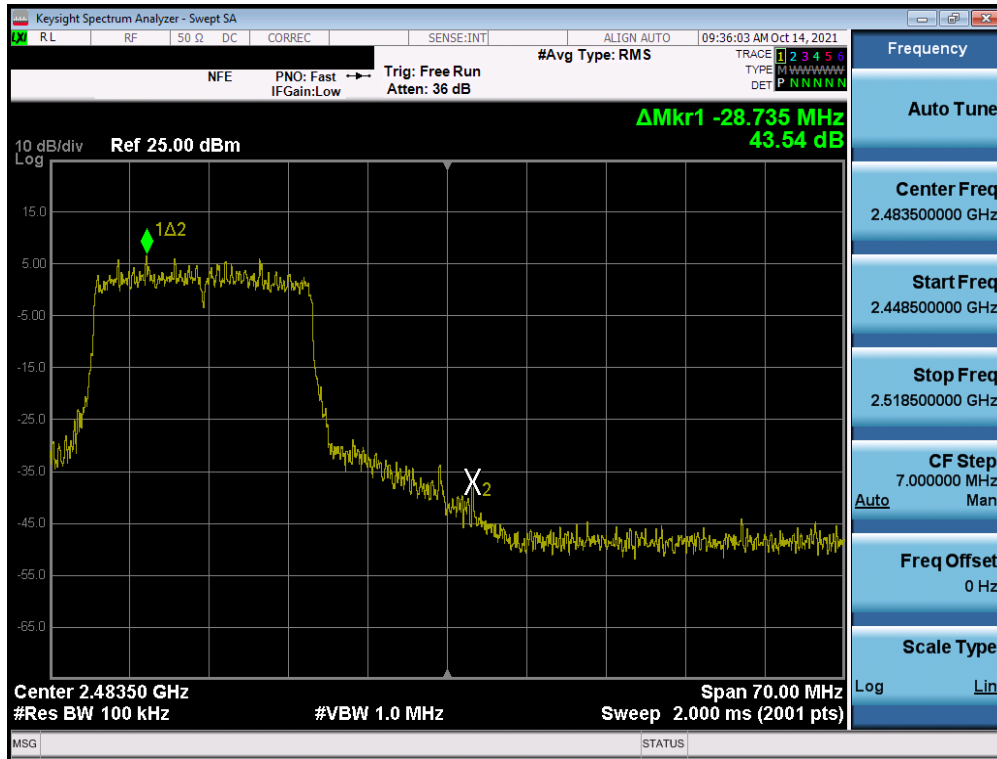 Keysight Spectrum Analyzer - Swept SA
LXI RL RF 50 Ω DC CORREC SENSE:INT ALIGN AUTO 09:36:03 AM Oct 14, 2021
NFE PNO: Fast Trig: Free Run #Avg Type: RMS TRACE 1 2 3 4 5 6
IFGain:Low Atten: 36 dB TYPE M WWWWW
DET P N N N N N
ΔMkr1 -28.735 MHz
43.54 dB
10 dB/div Ref 25.00 dBm
Log
15.0
1Δ2
5.00
-5.00
-15.0
-25.0
-35.0
X2
-45.0
-55.0
-65.0
Center 2.48350 GHz Span 70.00 MHz
#Res BW 100 kHz #VBW 1.0 MHz Sweep 2.000 ms (2001 pts)
MSG STATUS
Frequency
Auto Tune
Center Freq
2.483500000 GHz
Start Freq
2.448500000 GHz
Stop Freq
2.518500000 GHz
CF Step
7.000000 MHz
Auto Man
Freq Offset
0 Hz
Scale Type
Log Lin